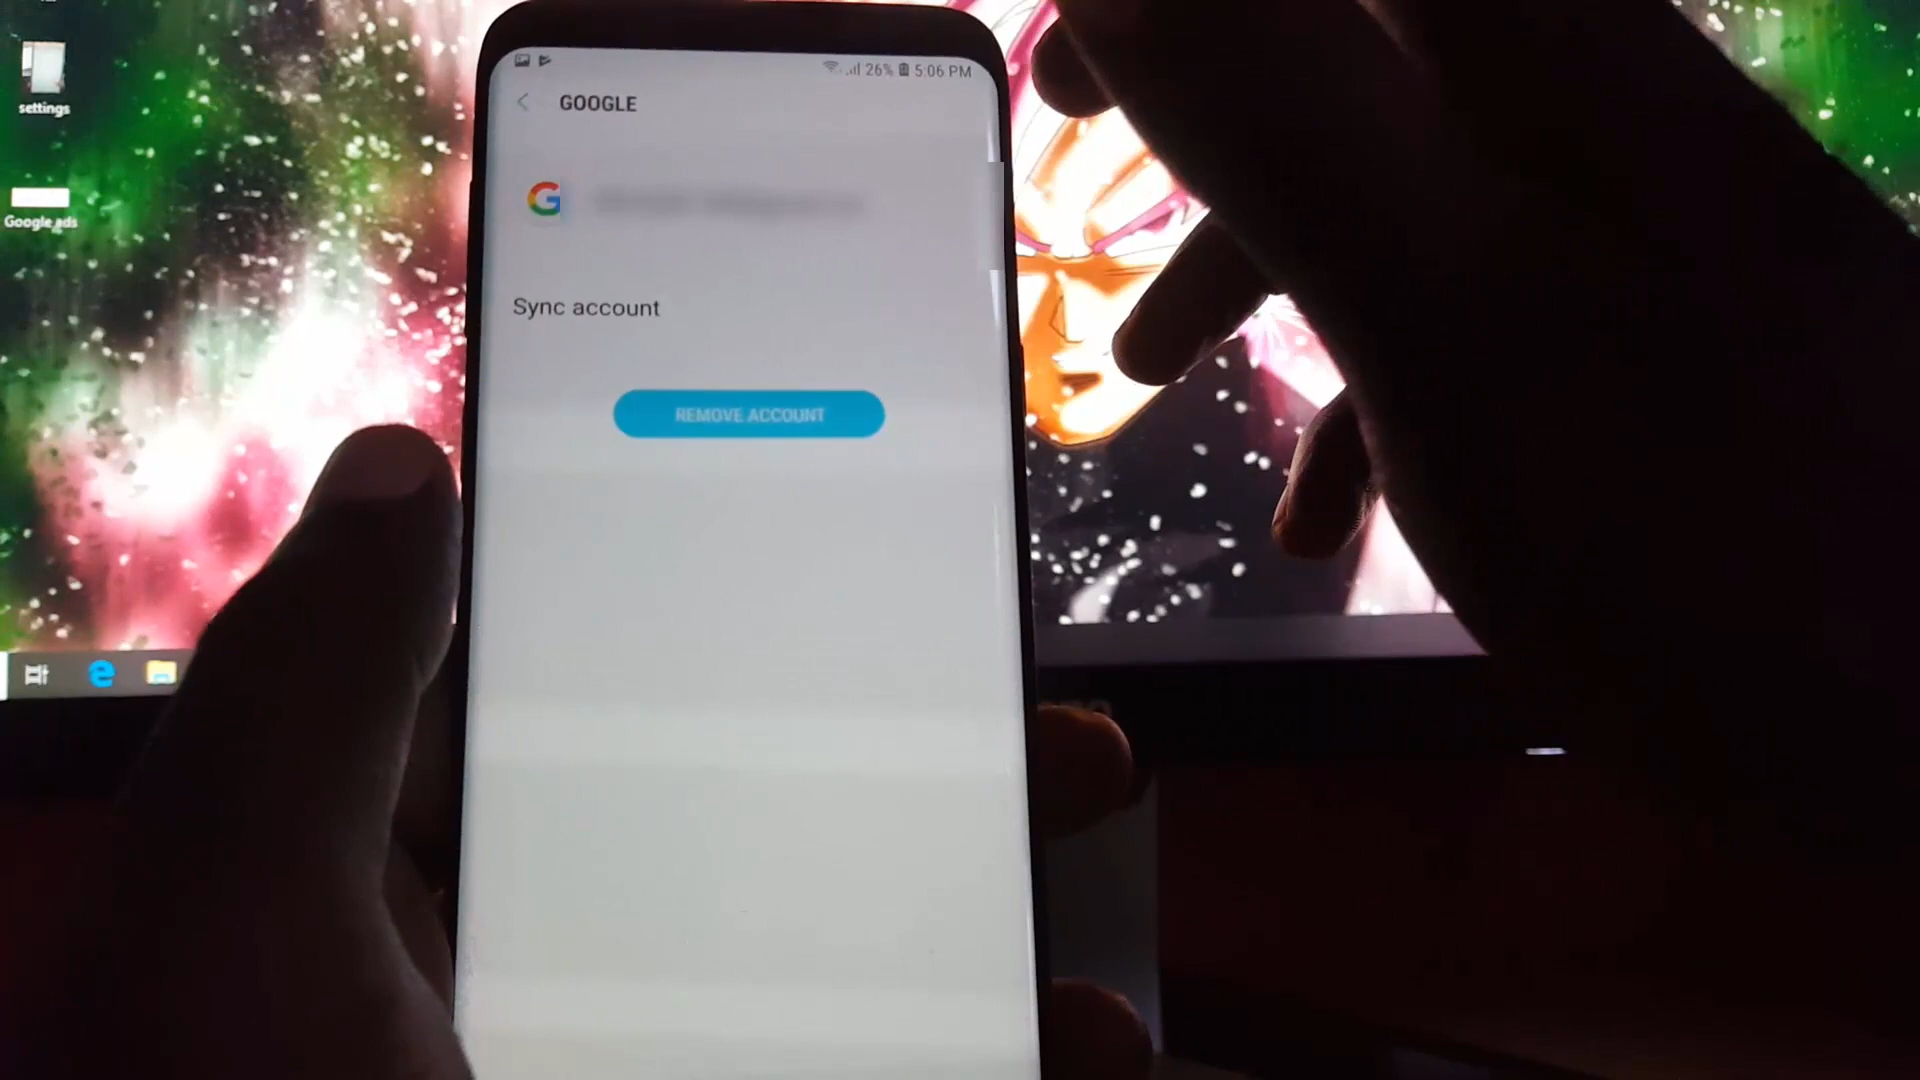 settings
Google ads
26% 5:06 PM
GOOGLE
Sync account
REMOVE ACCOUNT